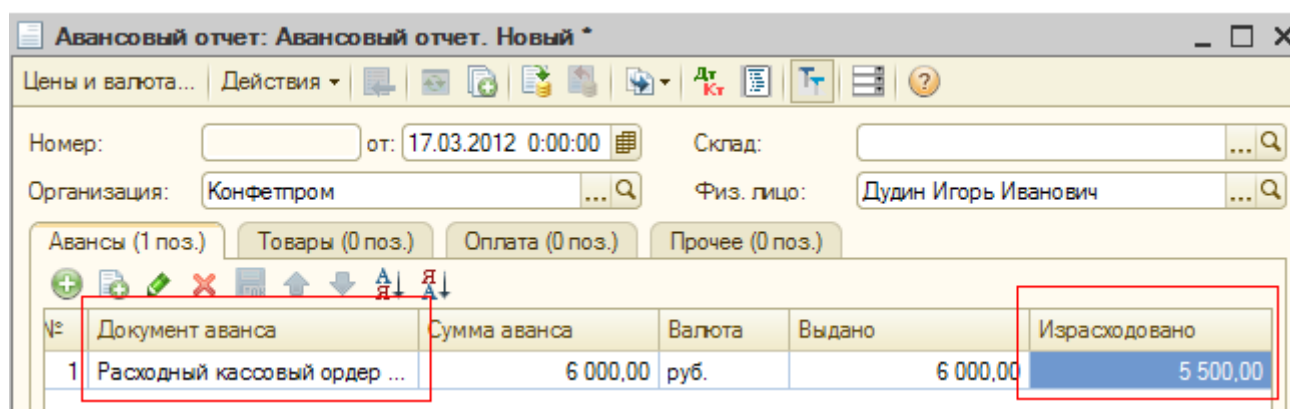 Авансовый отчет: Авансовый отчет. Новый *
Цены и валюта... Действия Дт Кт Тт ?
Номер: от: 17.03.2012 0:00:00 Склад: ...
Организация: Конфетпром ... Физ. лицо: Дудин Игорь Иванович ...
Авансы (1 поз.) Товары (0 поз.) Оплата (0 поз.) Прочее (0 поз.)
А Я Я А
№ Документ аванса Сумма аванса Валюта Выдано Израсходовано
1 Расходный кассовый ордер ... 6 000,00 руб. 6 000,00 5 500,00